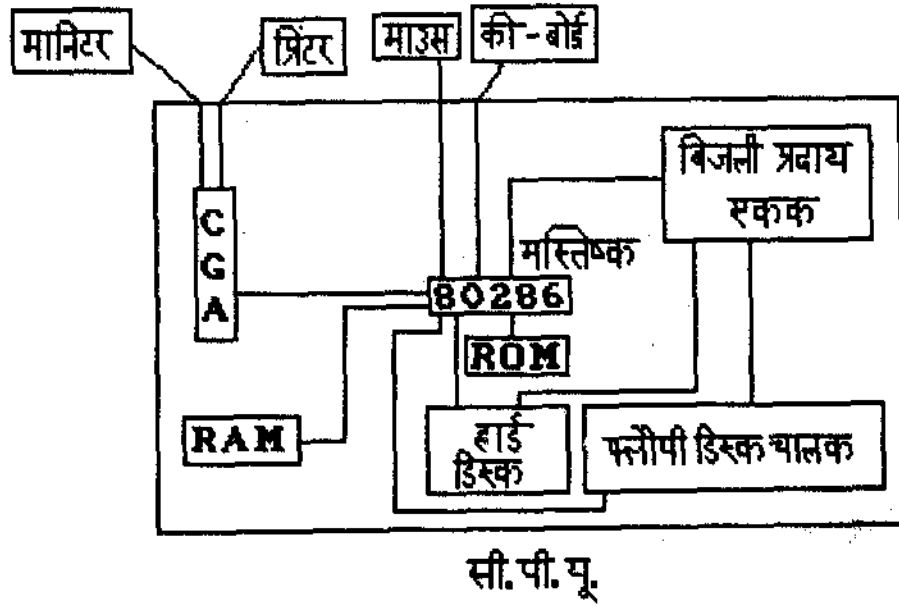 मानिटर
प्रिंटर
माउस
की-बोर्ड
बिजली प्रदाय
एकक
C
G
A
मस्तिष्क
80286
ROM
RAM
हार्ड
डिस्क
फ्लौपी डिस्क चालक
सी. पी. यू.